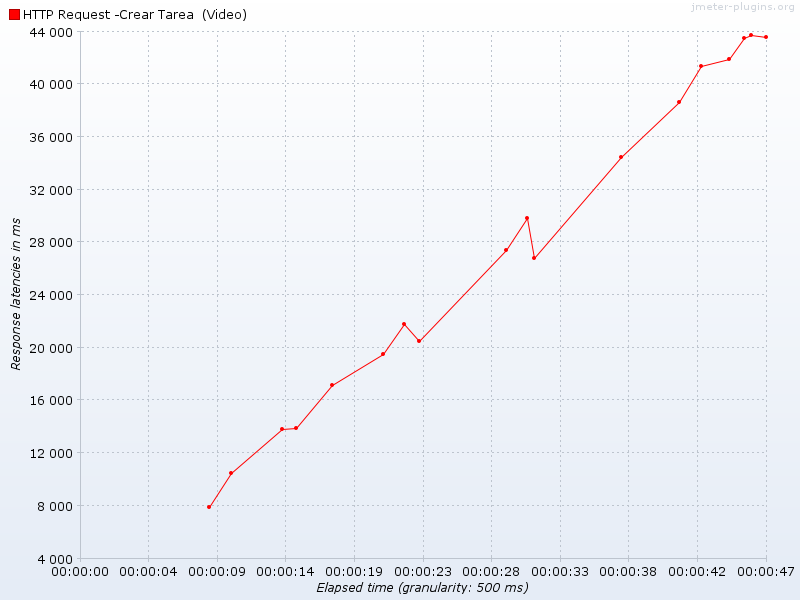 jmeter-plugins.org
HTTP Request -Crear Tarea  (Video)
44 000
40 000
36 000
32 000
28 000
24 000
20 000
16 000
12 000
8 000
4 000
Response latencies in ms
00:00:00 00:00:04 00:00:09 00:00:14 00:00:19 00:00:23 00:00:28 00:00:33 00:00:38 00:00:42 00:00:47
Elapsed time (granularity: 500 ms)